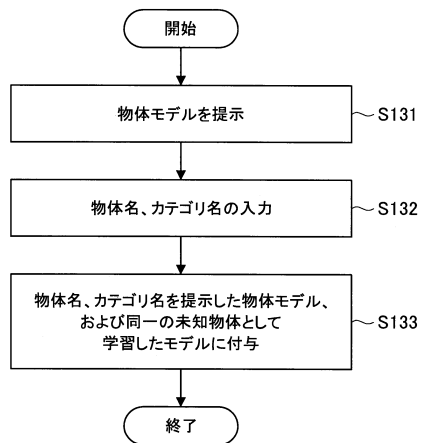 開始
物体モデルを提示
S131
物体名、カテゴリ名の入力
S132
物体名、カテゴリ名を提示した物体モデル、
および同一の未知物体として
学習したモデルに付与
S133
終了